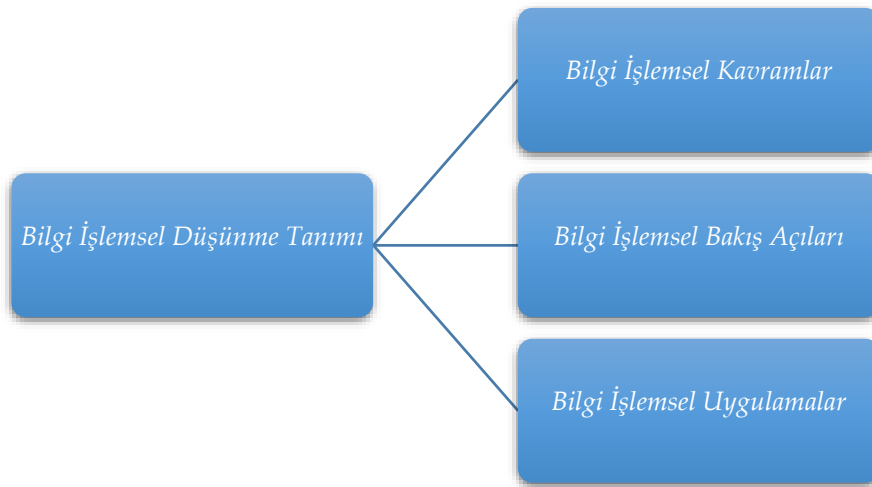 Bilgi İşlemsel Kavramlar
Bilgi İşlemsel Düşünme Tanımı
Bilgi İşlemsel Bakış Açıları
Bilgi İşlemsel Uygulamalar